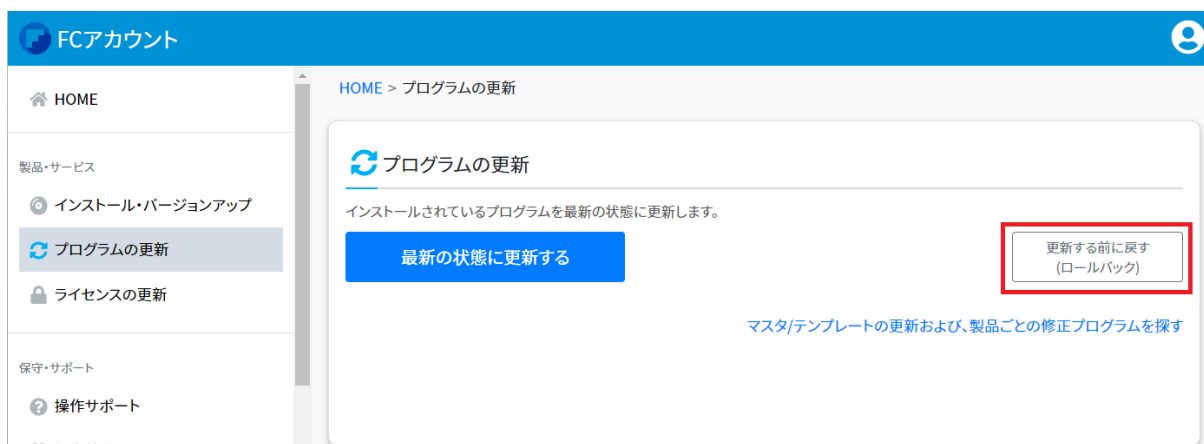 FCアカウント
HOME
製品・サービス
インストール・バージョンアップ
プログラムの更新
ライセンスの更新
保守・サポート
操作サポート
HOME > プログラムの更新
プログラムの更新
インストールされているプログラムを最新の状態に更新します。
最新の状態に更新する
更新する前に戻す
(ロールバック)
マスタ/テンプレートの更新および、製品ごとの修正プログラムを探す